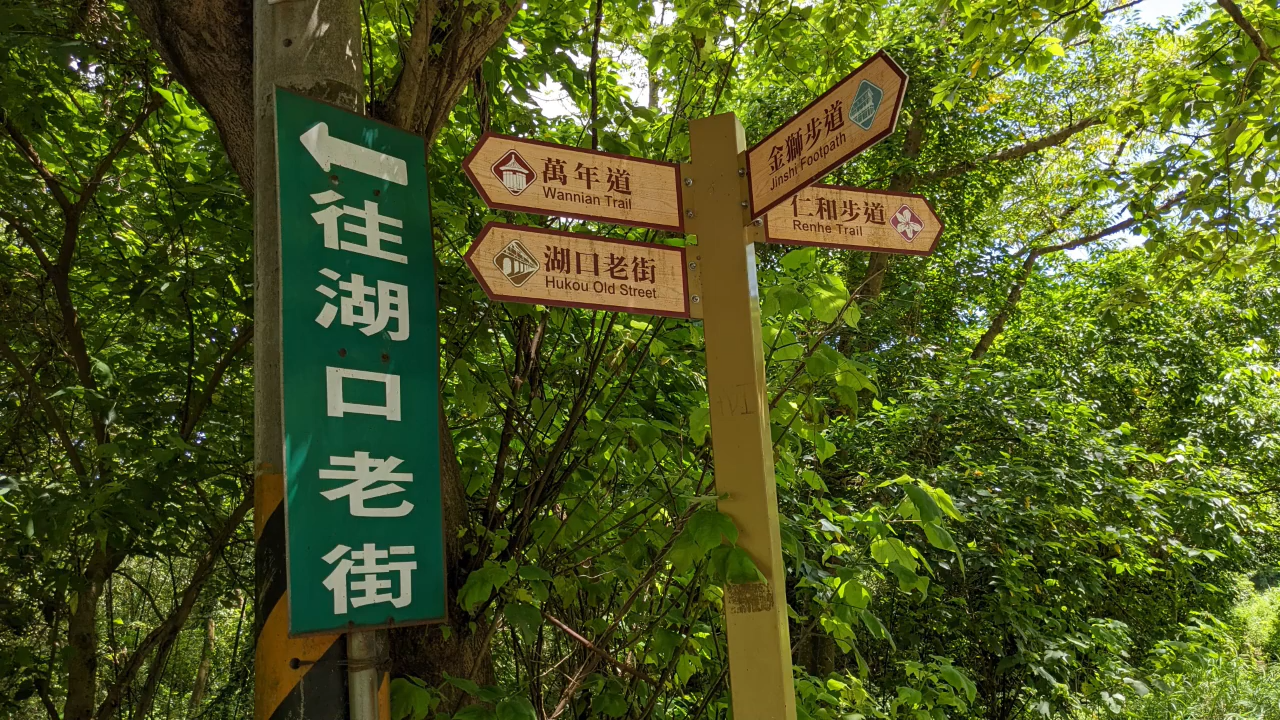 往湖口老街
萬年道
Wannian Trail
湖口老街
Hukou Old Street
金獅步道
Jinshi Footpath
仁和步道
Renhe Trail